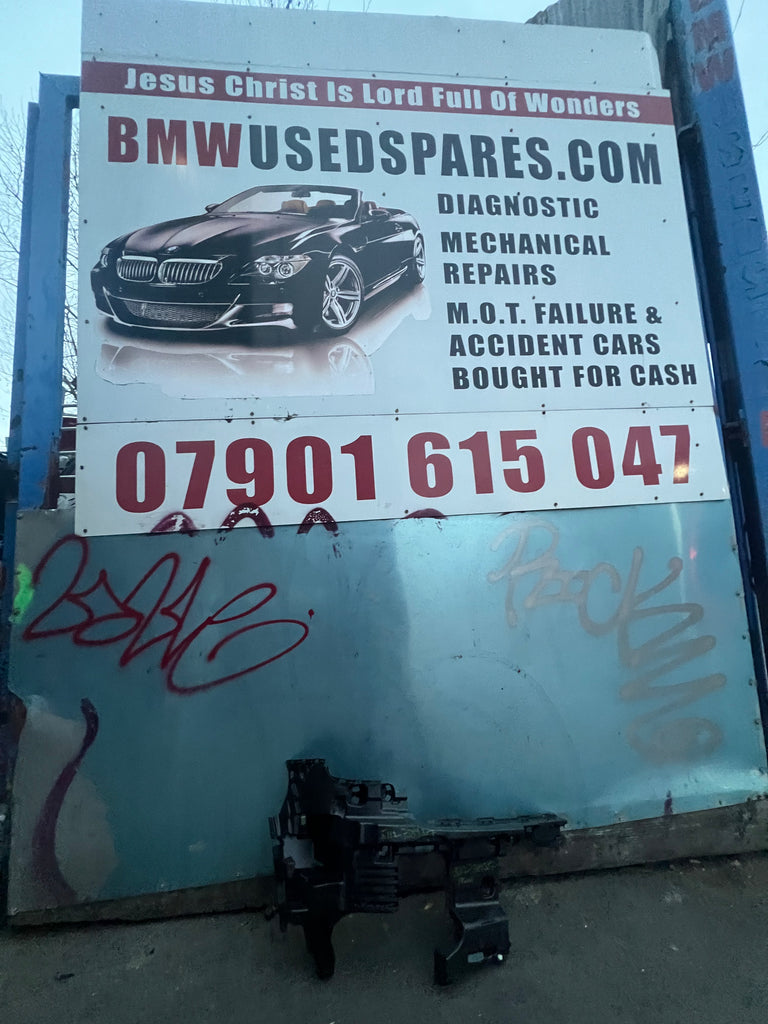 Jesus Christ Is Lord Full Of Wonders
BMWUSEDSPARES.COM
DIAGNOSTIC
MECHANICAL
REPAIRS
M.O.T. FAILURE &
ACCIDENT CARS
BOUGHT FOR CASH
07901 615 047